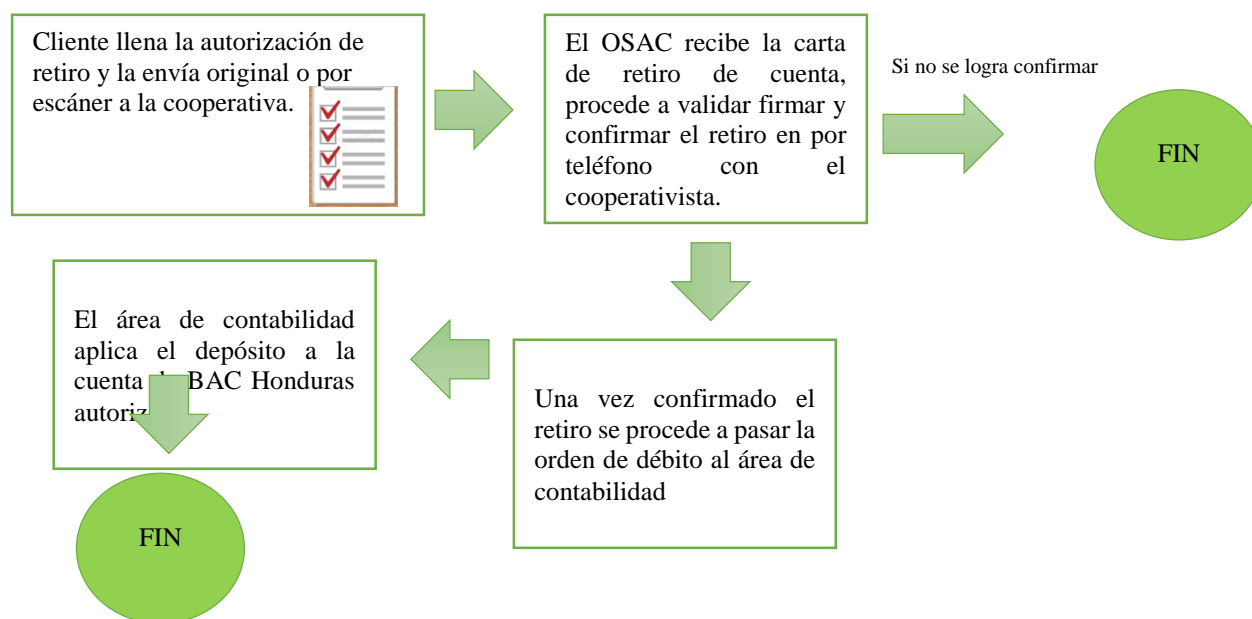 Cliente llena la autorización de
retiro y la envía original o por
escáner a la cooperativa.
El OSAC recibe la carta
de retiro de cuenta,
procede a validar firmar y
confirmar el retiro en por
teléfono con el
cooperativista.
Si no se logra confirmar
FIN
El área de contabilidad
aplica el depósito a la
cuenta BAC Honduras
Una vez confirmado el
retiro se procede a pasar la
orden de débito al área de
contabilidad
FIN